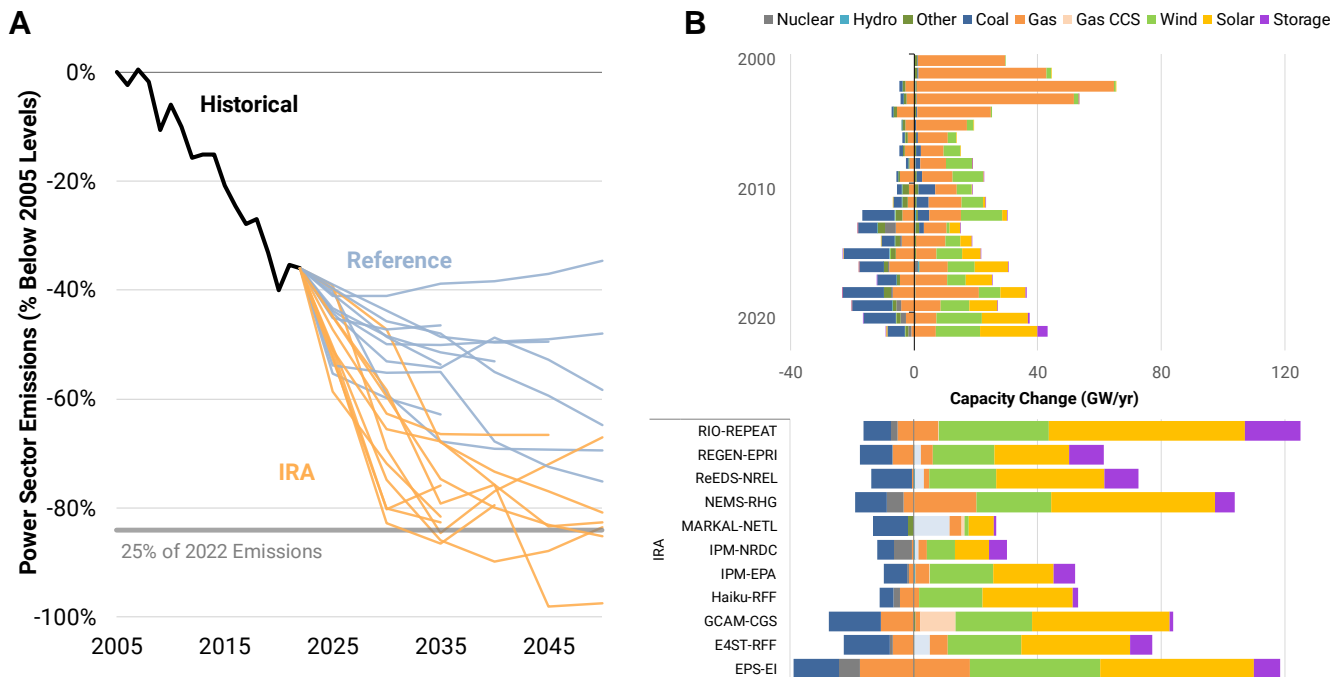 A
Power Sector Emissions (% Below 2005 Levels)
0%
-20%
-40%
-60%
-80%
-100%
Historical
Reference
IRA
25% of 2022 Emissions
2005
2015
2025
2035
2045
B
Nuclear
Hydro
Other
Coal
Gas
Gas CCS
Wind
Solar
Storage
2000
2010
2020
-40
0
40
80
120
Capacity Change (GW/yr)
IRA
RIO-REPEAT
REGEN-EPRI
ReEDS-NREL
NEMS-RHG
MARKAL-NETL
IPM-NRDC
IPM-EPA
Haiku-RFF
GCAM-CGS
E4ST-RFF
EPS-EI